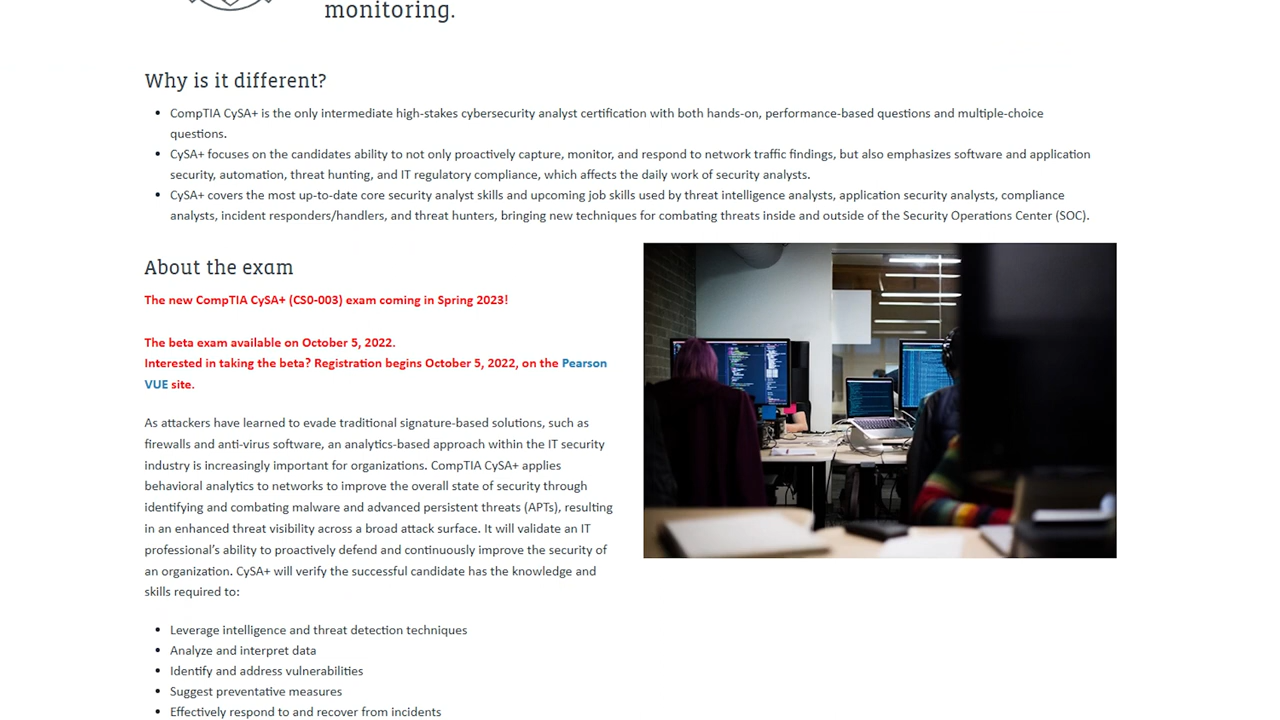 monitoring.
Why is it different?
• CompTIA CySA+ is the only intermediate high-stakes cybersecurity analyst certification with both hands-on, performance-based questions and multiple-choice
questions.
• CySA+ focuses on the candidates ability to not only proactively capture, monitor, and respond to network traffic findings, but also emphasizes software and application
security, automation, threat hunting, and IT regulatory compliance, which affects the daily work of security analysts.
• CySA+ covers the most up-to-date core security analyst skills and upcoming job skills used by threat intelligence analysts, application security analysts, compliance
analysts, incident responders/handlers, and threat hunters, bringing new techniques for combating threats inside and outside of the Security Operations Center (SOC).
About the exam
The new CompTIA CySA+ (CS0-003) exam coming in Spring 2023!
The beta exam available on October 5, 2022.
Interested in taking the beta? Registration begins October 5, 2022, on the Pearson
VUE site.
As attackers have learned to evade traditional signature-based solutions, such as
firewalls and anti-virus software, an analytics-based approach within the IT security
industry is increasingly important for organizations. CompTIA CySA+ applies
behavioral analytics to networks to improve the overall state of security through
identifying and combating malware and advanced persistent threats (APTs), resulting
in an enhanced threat visibility across a broad attack surface. It will validate an IT
professional’s ability to proactively defend and continuously improve the security of
an organization. CySA+ will verify the successful candidate has the knowledge and
skills required to:
• Leverage intelligence and threat detection techniques
• Analyze and interpret data
• Identify and address vulnerabilities
• Suggest preventative measures
• Effectively respond to and recover from incidents